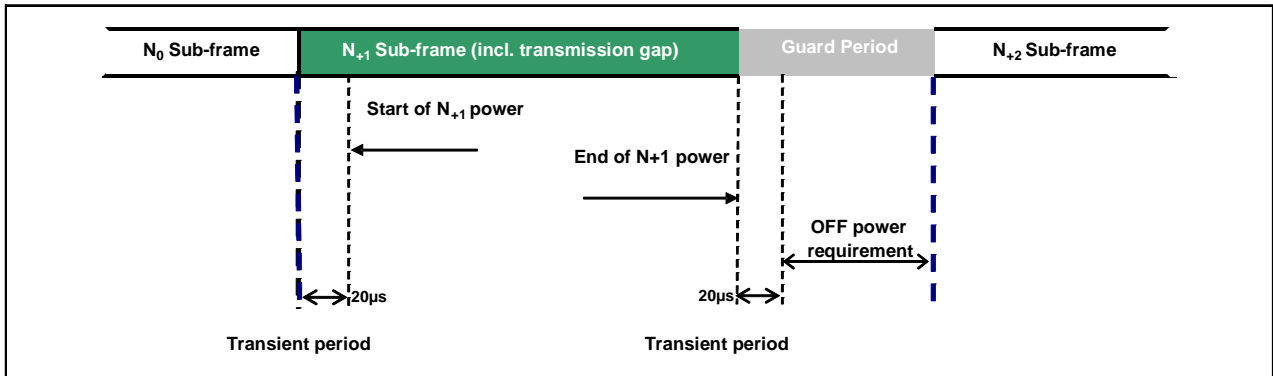 N0 Sub-frame
N+1 Sub-frame (incl. transmission gap)
Guard Period
N+2 Sub-frame
Start of N+1 power
End of N+1 power
OFF power
requirement
20µs
20µs
Transient period
Transient period